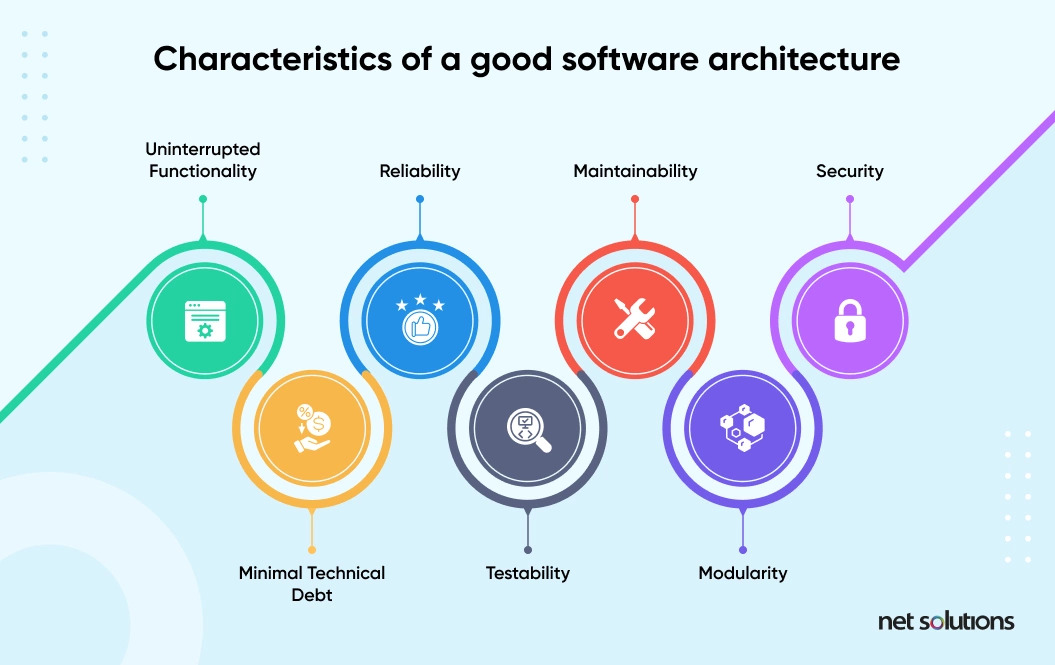 Characteristics of a good software architecture
Uninterrupted
Functionality
Reliability
Maintainability
Security
%
$
Minimal Technical
Debt
Testability
Modularity
net solutions